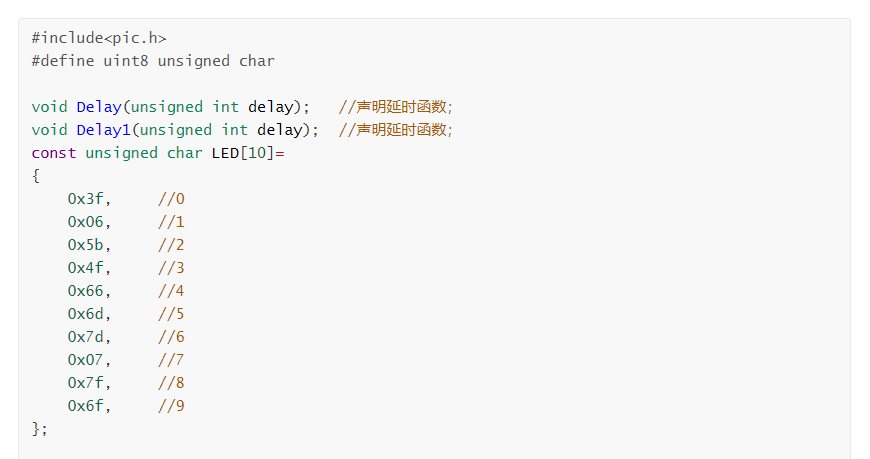 #include<pic.h>
#define uint8 unsigned char
void Delay(unsigned int delay);   //声明延时函数;
void Delay1(unsigned int delay);  //声明延时函数;
const unsigned char LED[10]=
{
    0x3f,     //0
    0x06,     //1
    0x5b,     //2
    0x4f,     //3
    0x66,     //4
    0x6d,     //5
    0x7d,     //6
    0x07,     //7
    0x7f,     //8
    0x6f,     //9
};